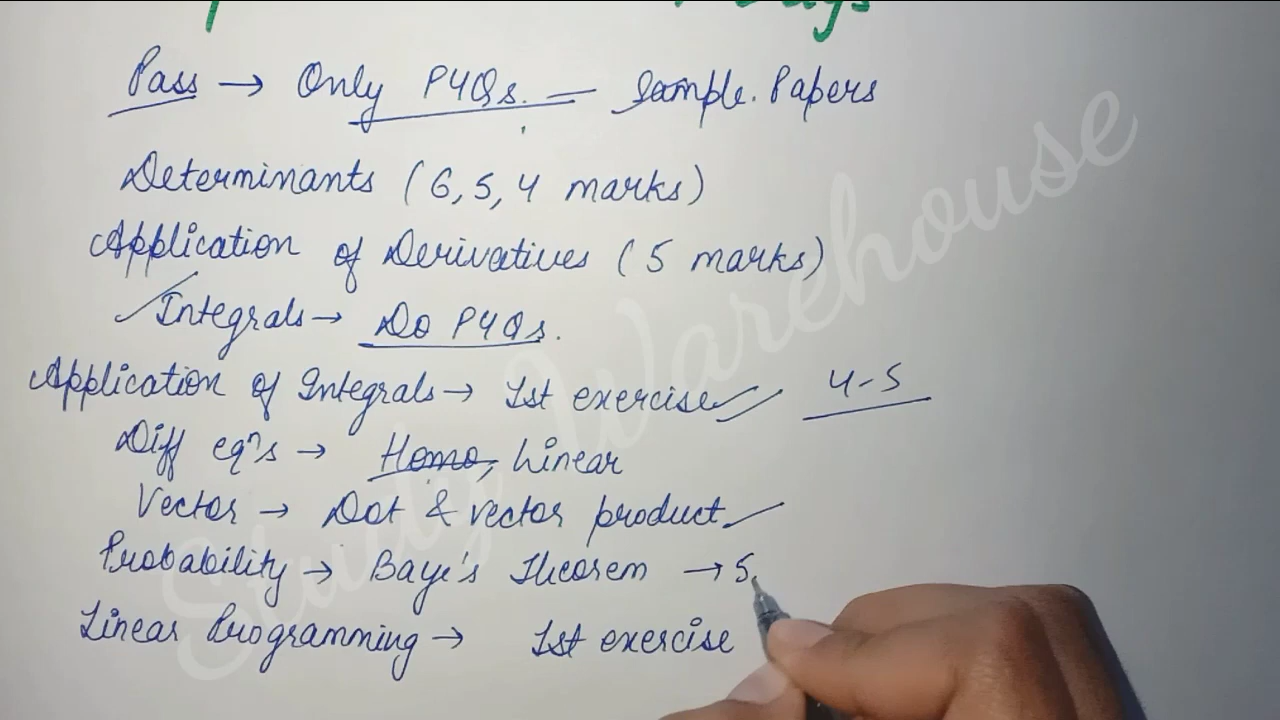 Pass → Only PYQs. — Sample. Papers
Determinants (6, 5, 4 marks)
Application of Derivatives (5 marks)
Integrals → Do PYQs.
Application of Integrals → 1st exercise 4-5
Diff eqⁿs → Homo, Linear
Vector → Dot & vector product
Probability → Baye's Theorem → 5
Linear Programming → 1st exercise
Study Warehouse